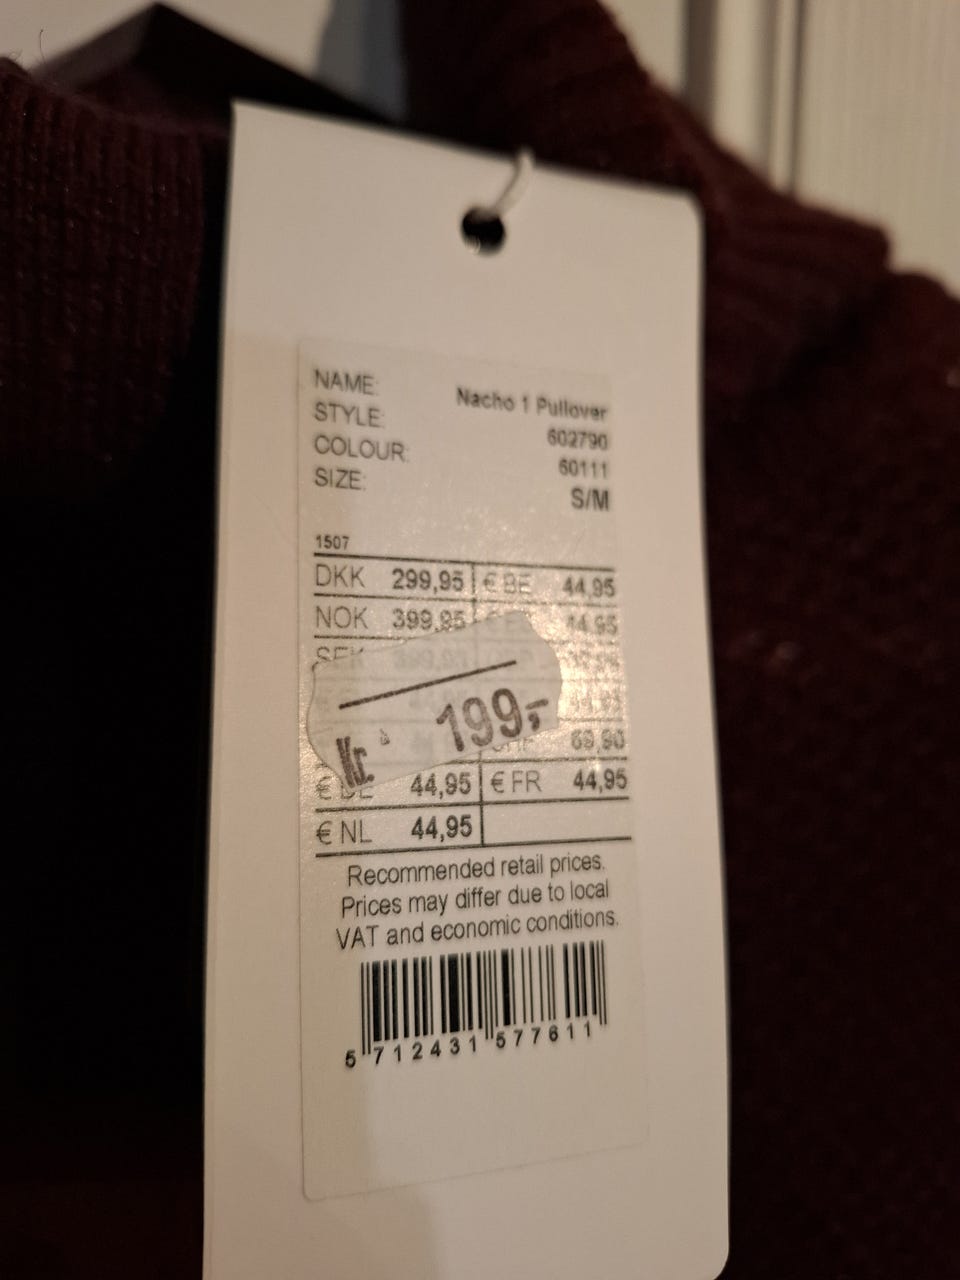 NAME: Nacho 1 Pullover
STYLE: 602790
COLOUR: 60111
SIZE: S/M
1507
DKK 299,95 € BE 44,95
NOK 399,95 44,95
SEK
199,-
Kr.
69,90
€ DE 44,95 € FR 44,95
€ NL 44,95
Recommended retail prices.
Prices may differ due to local
VAT and economic conditions.
5 712431 577611